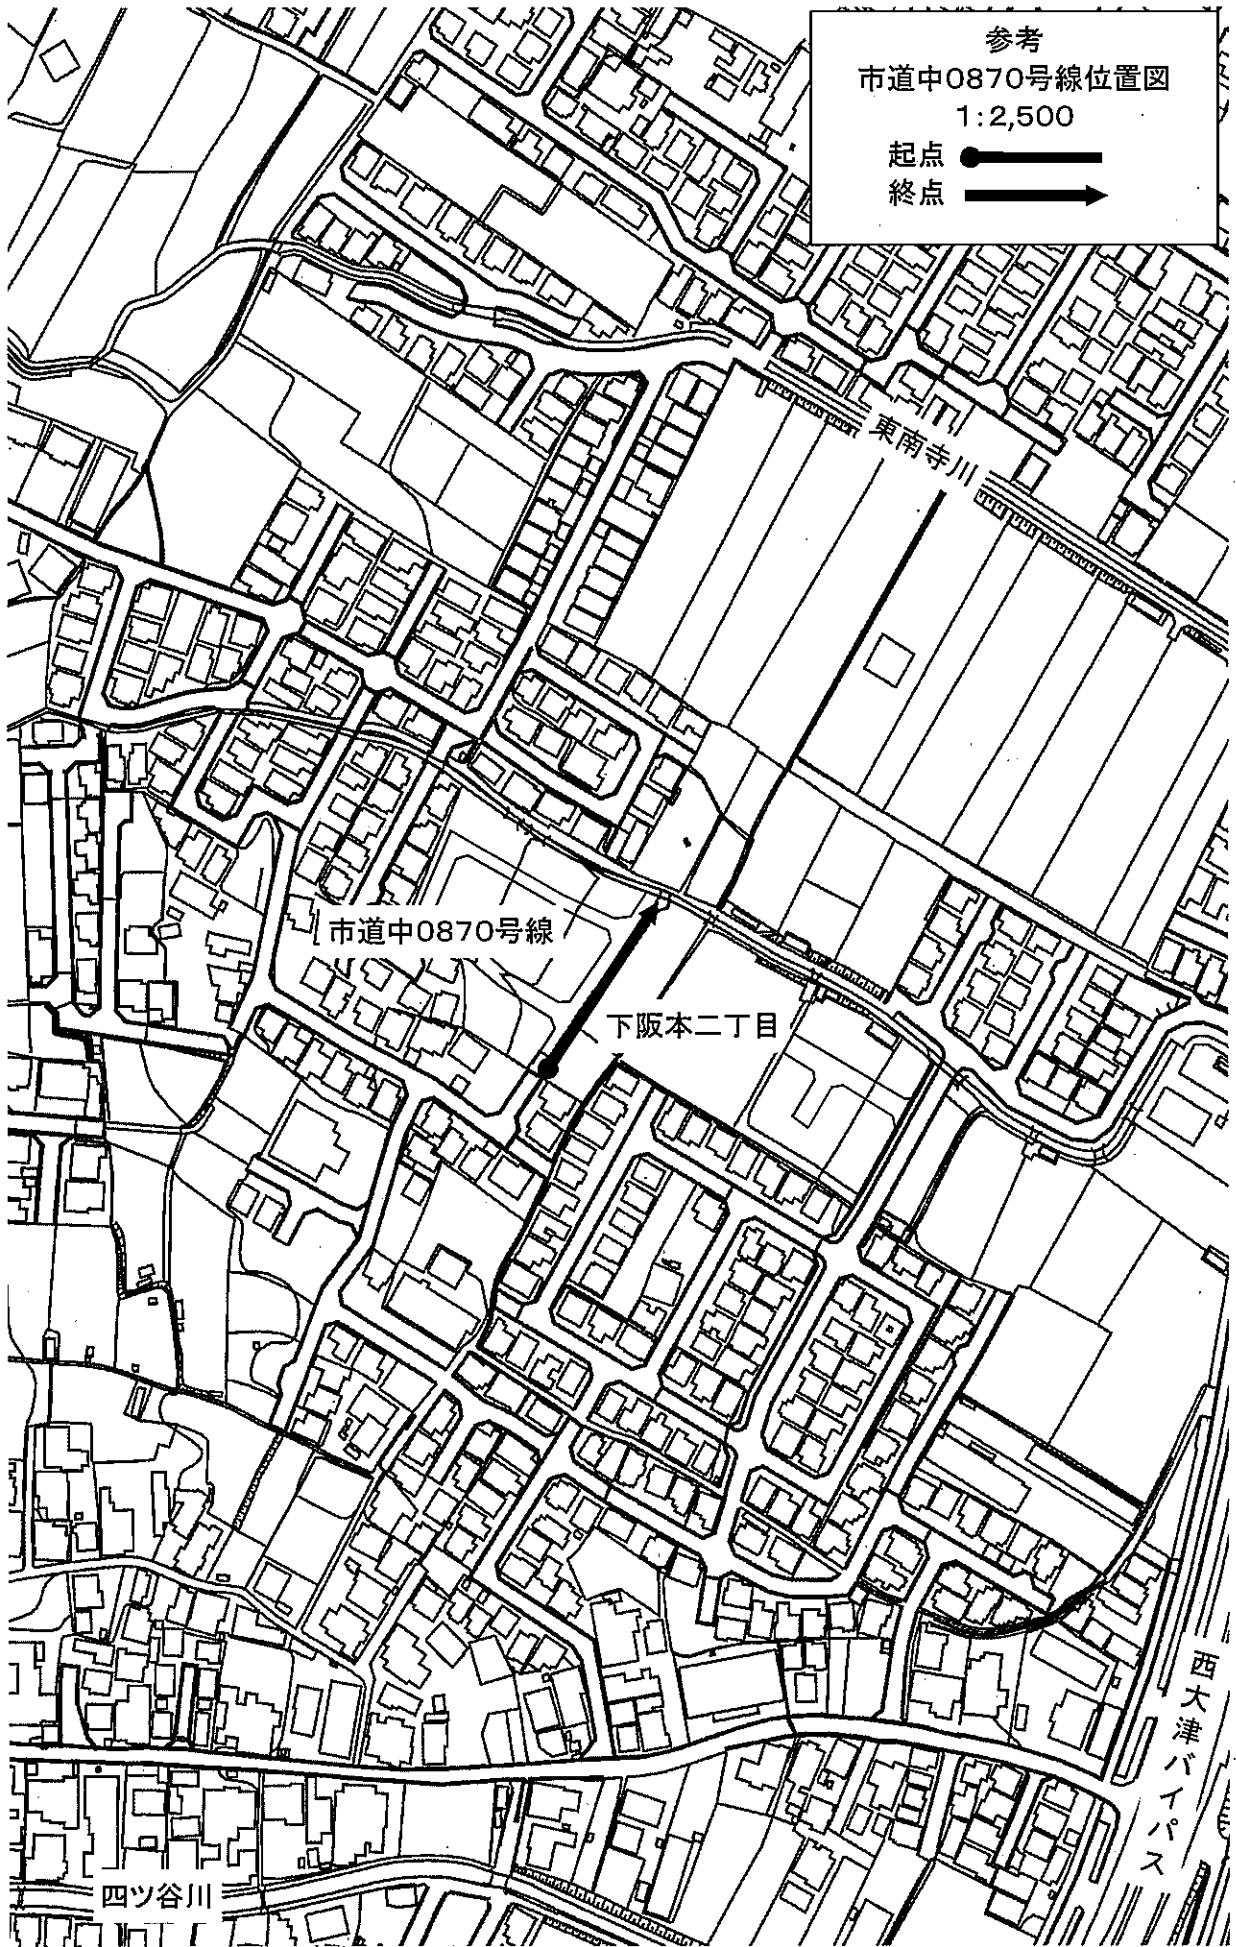 参考
市道中0870号線位置図
1:2,500
起点
終点
東南寺川
市道中0870号線
下阪本二丁目
西大津バイパス
四ツ谷川